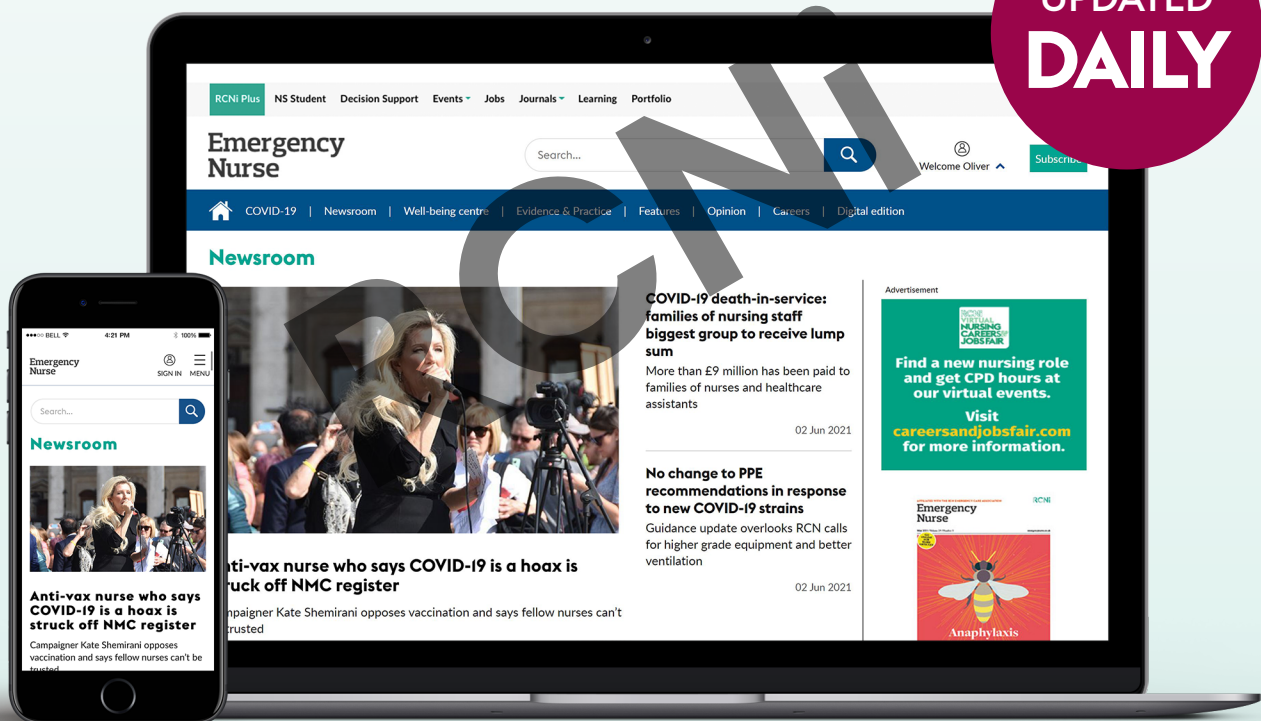 UPDATED
DAILY
RCNi Plus NS Student Decision Support Events Jobs Journals Learning Portfolio
Emergency
Nurse
Search...
Welcome Oliver
Subscribe
COVID-19 | Newsroom | Well-being centre | Evidence & Practice | Features | Opinion | Careers | Digital edition
Newsroom
COVID-19 death-in-service:
families of nursing staff
biggest group to receive lump
sum
More than £9 million has been paid to
families of nurses and healthcare
assistants
02 Jun 2021
No change to PPE
recommendations in response
to new COVID-19 strains
Guidance update overlooks RCN calls
for higher grade equipment and better
ventilation
02 Jun 2021
nti-vax nurse who says COVID-19 is a hoax is
ruck off NMC register
mpaigner Kate Shemirani opposes vaccination and says fellow nurses can't
trusted
Advertisement
RCNi
VIRTUAL
NURSING
CAREERS
JOBS FAIR
Find a new nursing role
and get CPD hours at
our virtual events.
Visit
careersandjobsfair.com
for more information.
RCNi
Emergency
Nurse
Anaphylaxis
BELL 4:21 PM 100%
Emergency
Nurse
SIGN IN MENU
Search...
Newsroom
Anti-vax nurse who says
COVID-19 is a hoax is
struck off NMC register
Campaigner Kate Shemirani opposes
vaccination and says fellow nurses can't be
trusted
RCNi